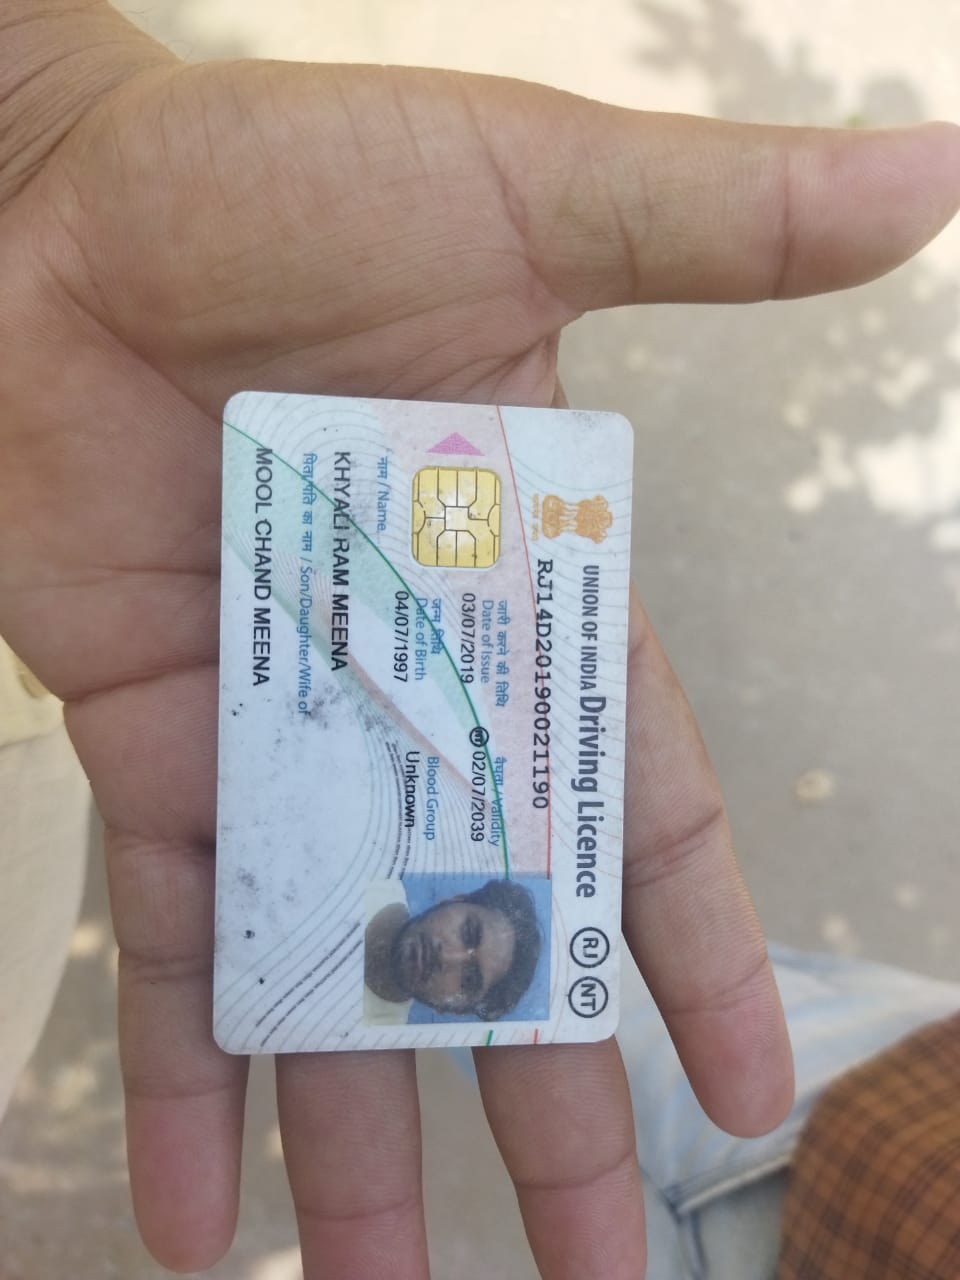 UNION OF INDIA Driving Licence
RJ NT
RJ14D20190021190
जारी करने की तिथि
Date of Issue
03/07/2019
वैधता / Validity
NT 02/07/2039
जन्म तिथि
Date of Birth
04/07/1997
Blood Group
Unknown
नाम / Name
KHYALI RAM MEENA
पिता/पति का नाम / Son/Daughter/Wife of
MOOL CHAND MEENA